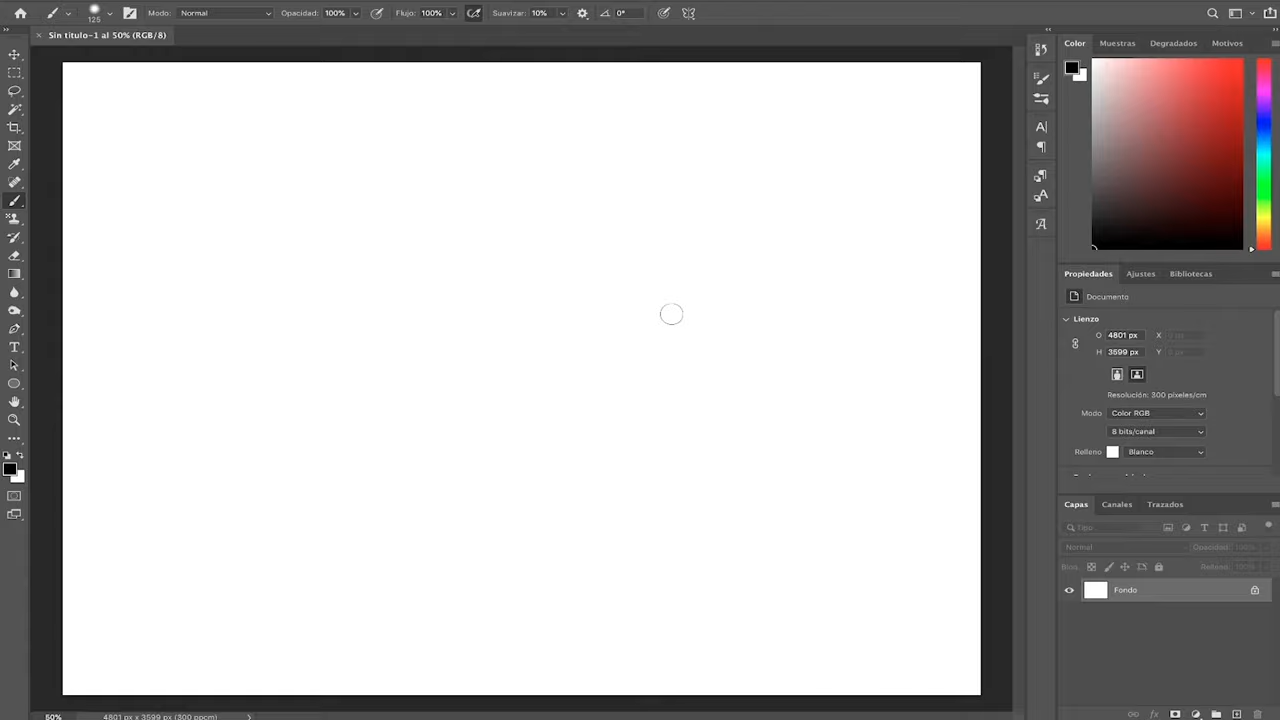 125 Modo: Normal Opacidad: 100% Flujo: 100% Suavizar: 10% 0°
× Sin título-1 al 50% (RGB/8)
Color Muestras Degradados Motivos
Propiedades Ajustes Bibliotecas
Documento
Lienzo
O 4801 px X
H 3599 px Y
Resolución: 300 píxeles/cm
Modo Color RGB
8 bits/canal
Relleno Blanco
Capas Canales Trazados
Tipo
Normal Opacidad: 100%
Bloq.: Relleno: 100%
Fondo
50% 4801 px x 3599 px (300 ppcm)